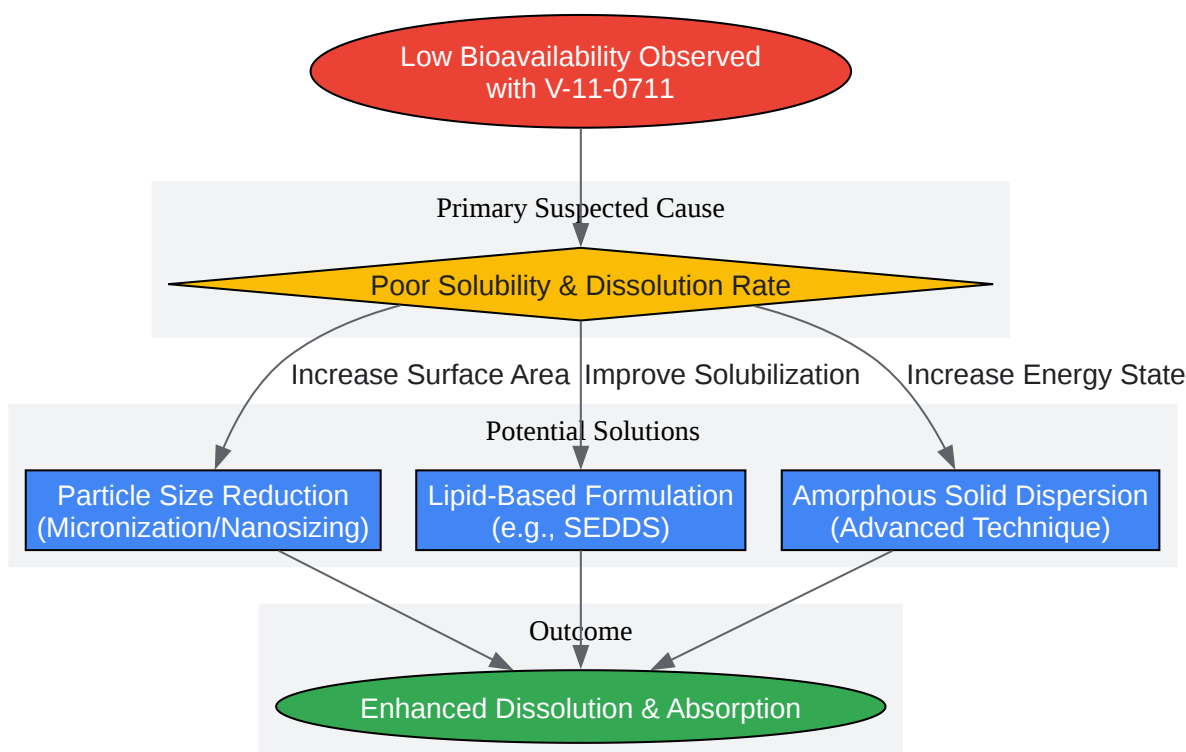 Low Bioavailability Observed
with V-11-0711
Primary Suspected Cause
Poor Solubility & Dissolution Rate
Increase Surface Area
Improve Solubilization
Increase Energy State
Potential Solutions
Particle Size Reduction
(Micronization/Nanosizing)
Lipid-Based Formulation
(e.g., SEDDS)
Amorphous Solid Dispersion
(Advanced Technique)
Outcome
Enhanced Dissolution & Absorption